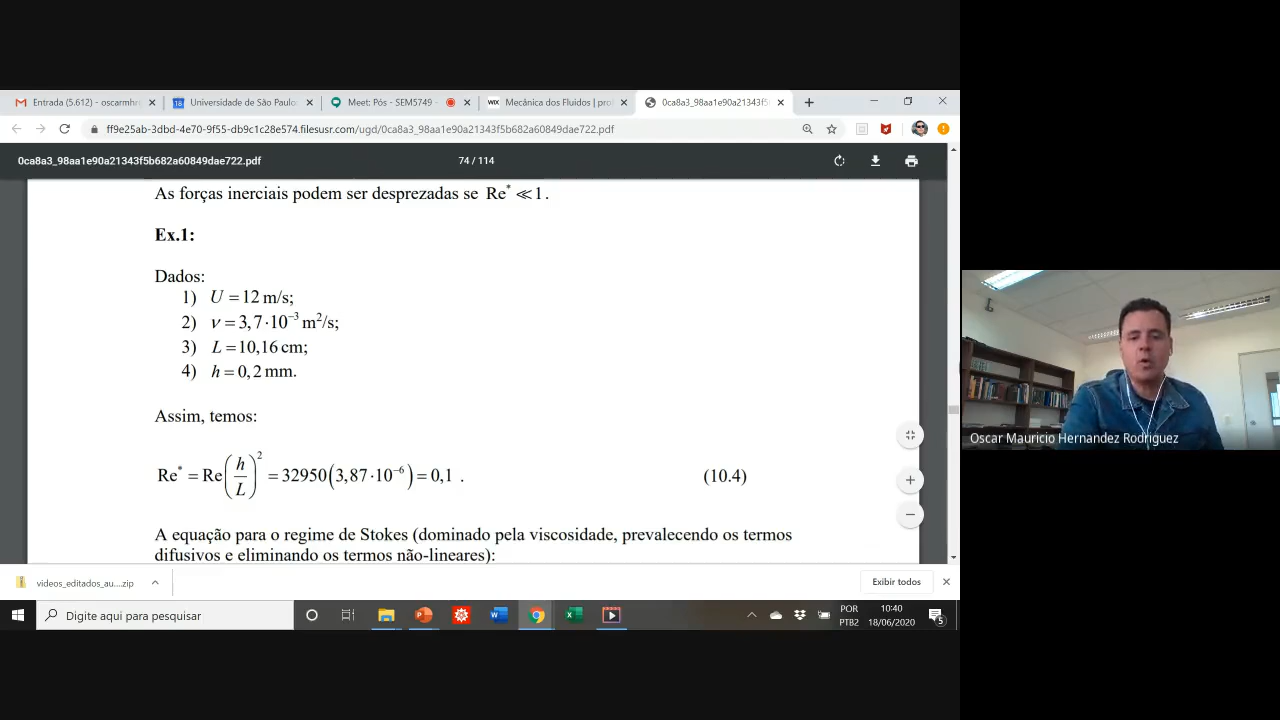 Entrada (5.612) - oscarmhr
Universidade de São Paulo
Meet: Pós - SEM5749 -
WIX Mecânica dos Fluidos | pro
0ca8a3_98aa1e90a21343f5
ff9e25ab-3dbd-4e70-95f5-db9c1c28e574.filesusr.com/ugd/0ca8a3_98aa1e90a21343f5b682a60849dae722.pdf
0ca8a3_98aa1e90a21343f5b682a60849dae722.pdf
74 / 114
As forças inerciais podem ser desprezadas se Re* ≪ 1.
Ex.1:
Dados:
1) U = 12 m/s;
2) ν = 3,7·10⁻³ m²/s;
3) L = 10,16 cm;
4) h = 0,2 mm.
Assim, temos:
Re* = Re(h/L)² = 32950(3,87·10⁻⁶) = 0,1 . (10.4)
A equação para o regime de Stokes (dominado pela viscosidade, prevalecendo os termos
difusivos e eliminando os termos não-lineares):
Oscar Mauricio Hernandez Rodriguez
videos_editados_au....zip
Exibir todos
Digite aqui para pesquisar
POR
PTB2
10:40
18/06/2020
5